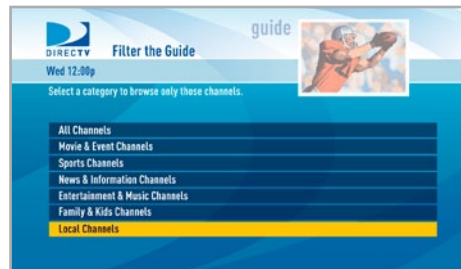 guide
DIRECTV
Filter the Guide
Wed 12:00p
Select a category to browse only those channels.
All Channels
Movie & Event Channels
Sports Channels
News & Information Channels
Entertainment & Music Channels
Family & Kids Channels
Local Channels